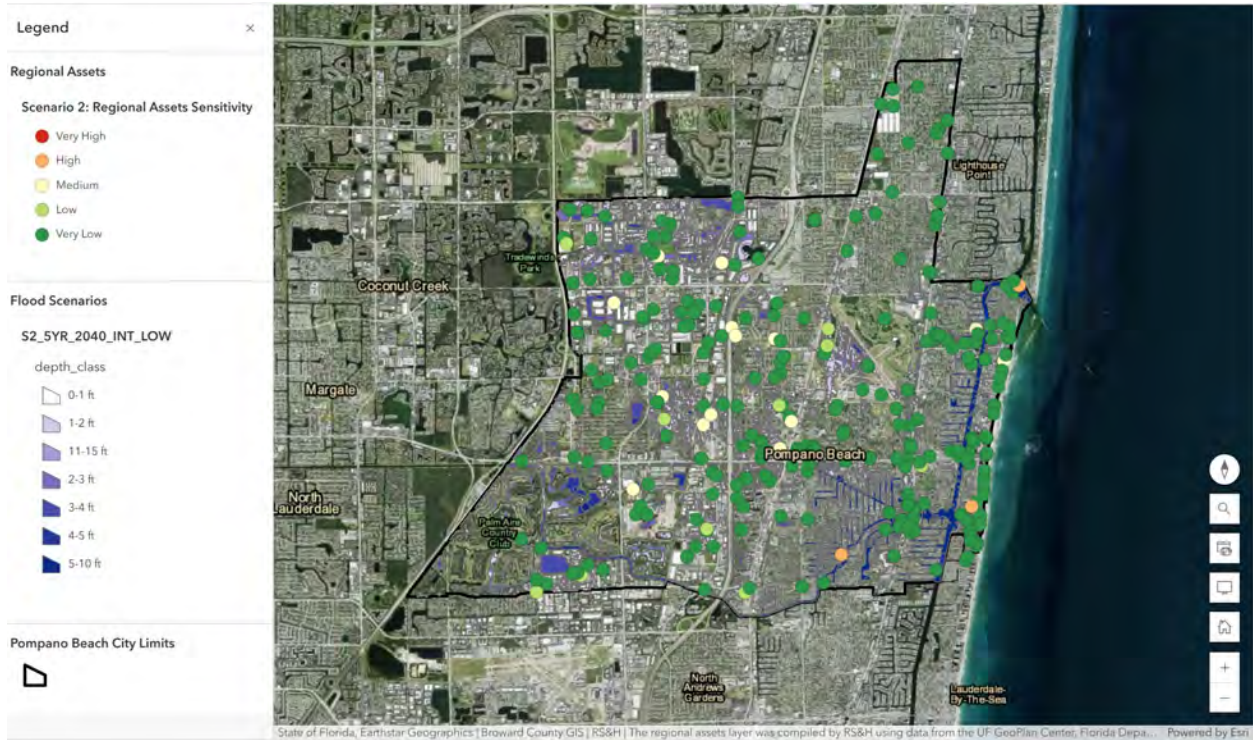 Legend
×
Regional Assets
Scenario 2: Regional Assets Sensitivity
Very High
High
Medium
Low
Very Low
Flood Scenarios
S2_5YR_2040_INT_LOW
depth_class
0-1 ft
1-2 ft
11-15 ft
2-3 ft
3-4 ft
4-5 ft
5-10 ft
Pompano Beach City Limits
Lighthouse
Point
Tradewinds
Park
Coconut Creek
Margate
Pompano Beach
North
Lauderdale
Palm Aire
Country
Club
North
Andrews
Gardens
Lauderdale-
By-The-Sea
State of Florida, Earthstar Geographics | Broward County GIS | RS&H | The regional assets layer was compiled by RS&H using data from the UF GeoPlan Center, Florida Depa...
Powered by Esri